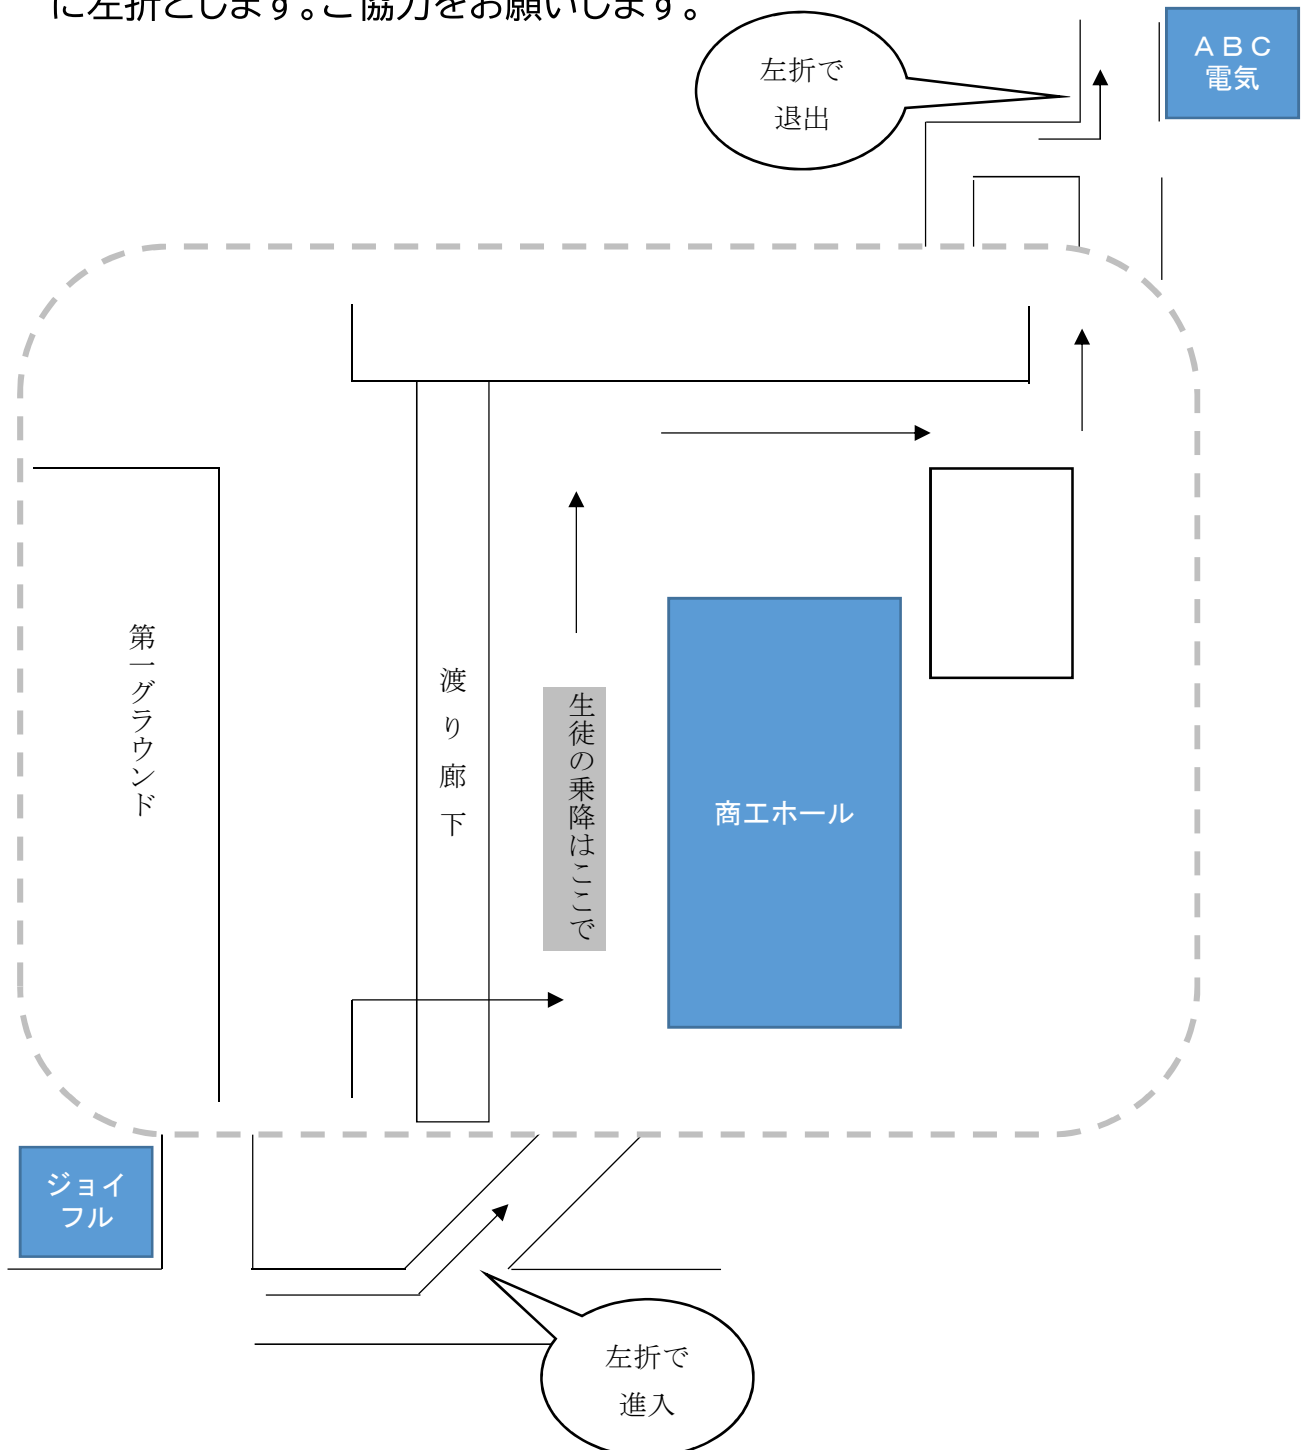 に左折とします。ご協力をお願いします。
ＡＢＣ
電気
左折で
退出
第一グラウンド
渡り廊下
生徒の乗降はここで
商工ホール
ジョイ
フル
左折で
進入